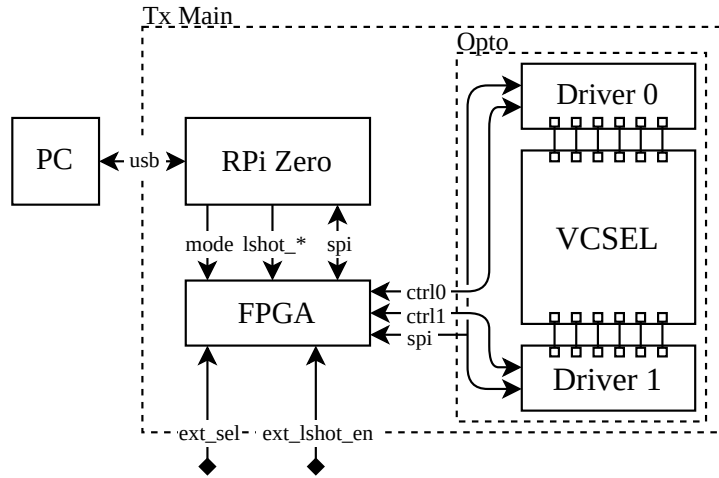 Tx Main
Opto
Driver 0
PC
usb
RPi Zero
mode
lshot_*
spi
VCSEL
ctrl0
FPGA
ctrl1
spi
Driver 1
ext_sel
ext_lshot_en